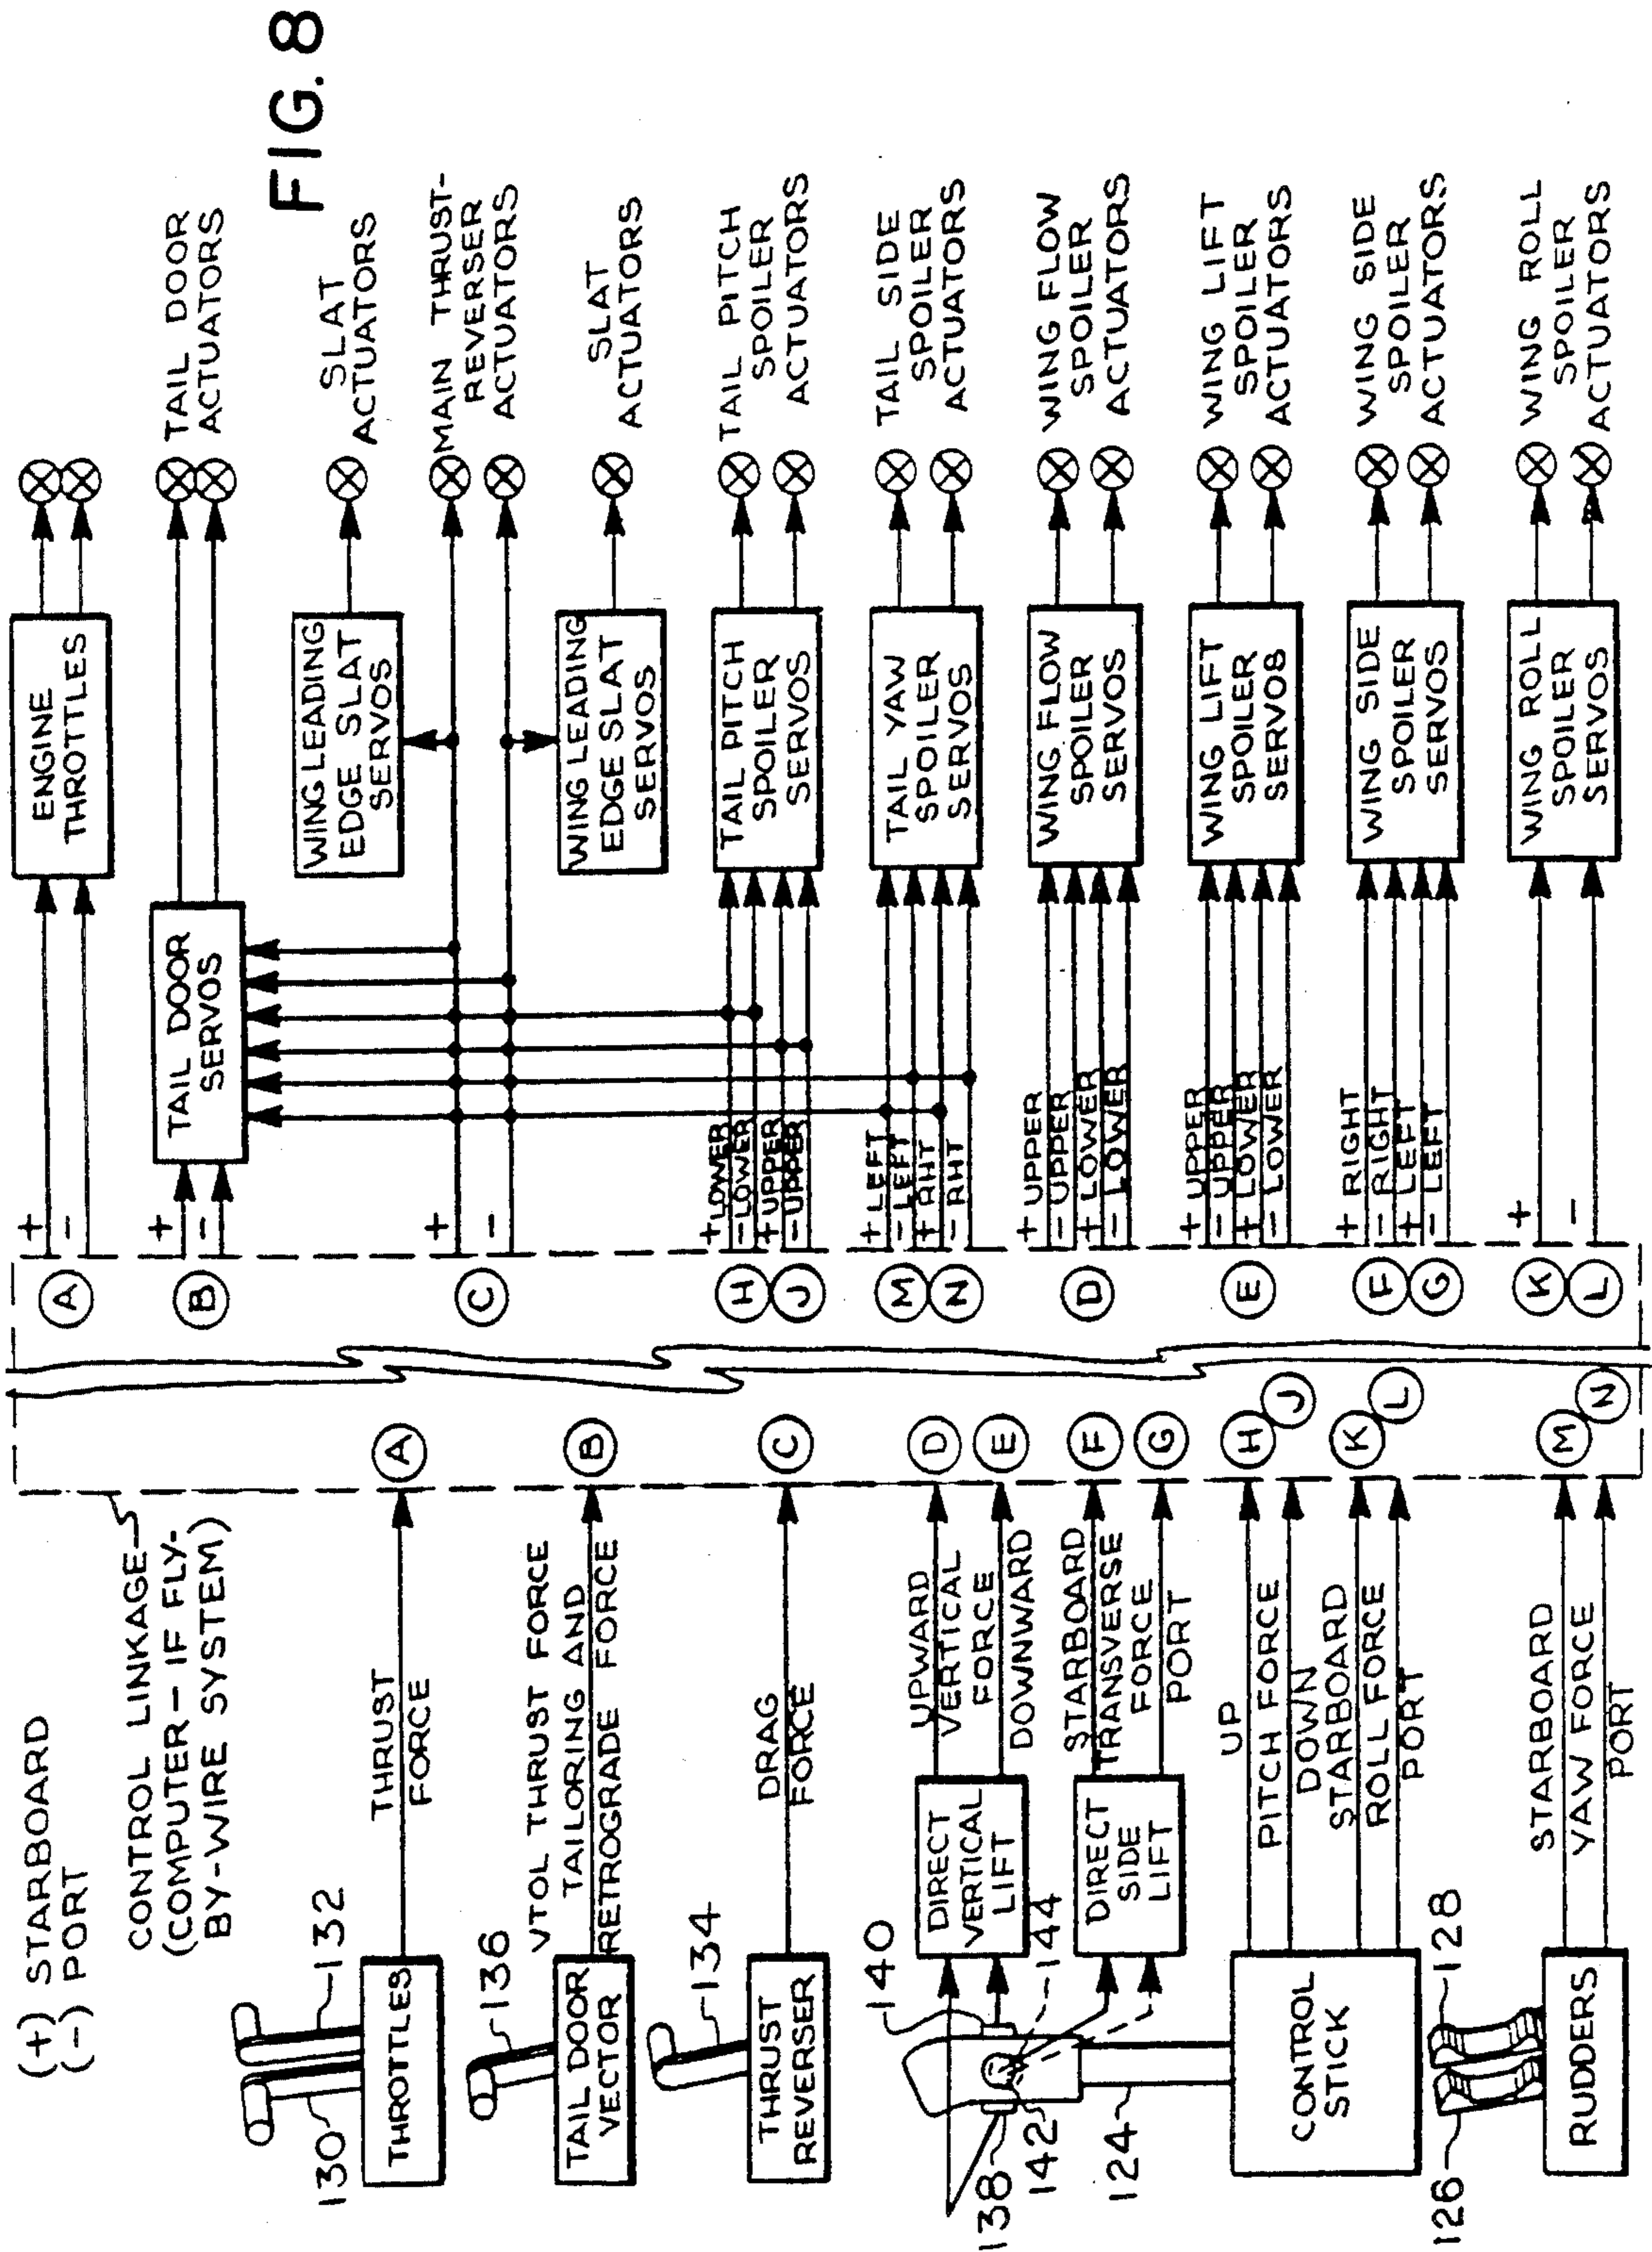 FIG. 8
(+) STARBOARD
(-) PORT
CONTROL LINKAGE
(COMPUTER - IF FLY-
BY-WIRE SYSTEM)
130
132
THROTTLES
THRUST
FORCE
A
136
TAIL DOOR
VECTOR
VTOL THRUST FORCE
TAILORING AND
RETROGRADE FORCE
B
134
THRUST
REVERSER
DRAG
FORCE
C
140
138
142
144
124
DIRECT
VERTICAL
LIFT
UPWARD
VERTICAL
FORCE
DOWNWARD
D
E
DIRECT
SIDE
LIFT
STARBOARD
TRANSVERSE
FORCE
PORT
F
G
CONTROL
STICK
UP
PITCH FORCE
DOWN
H
J
STARBOARD
ROLL FORCE
PORT
K
L
126
128
RUDDERS
STARBOARD
YAW FORCE
PORT
M
N
A
+
-
ENGINE
THROTTLES
B
+
-
TAIL DOOR
SERVOS
TAIL DOOR
ACTUATORS
WING LEADING
EDGE SLAT
SERVOS
SLAT
ACTUATORS
C
+
-
MAIN THRUST-
REVERSER
ACTUATORS
WING LEADING
EDGE SLAT
SERVOS
SLAT
ACTUATORS
H
J
+LOWER
-LOWER
+UPPER
-UPPER
TAIL PITCH
SPOILER
SERVOS
TAIL PITCH
SPOILER
ACTUATORS
M
N
+LEFT
-LEFT
+RHT
-RHT
TAIL YAW
SPOILER
SERVOS
TAIL SIDE
SPOILER
ACTUATORS
D
+UPPER
-UPPER
+LOWER
-LOWER
WING FLOW
SPOILER
SERVOS
WING FLOW
SPOILER
ACTUATORS
E
+UPPER
-UPPER
+LOWER
-LOWER
WING LIFT
SPOILER
SERVOS
WING LIFT
SPOILER
ACTUATORS
F
G
+RIGHT
-RIGHT
+LEFT
-LEFT
WING SIDE
SPOILER
SERVOS
WING SIDE
SPOILER
ACTUATORS
K
L
+
-
WING ROLL
SPOILER
SERVOS
WING ROLL
SPOILER
ACTUATORS